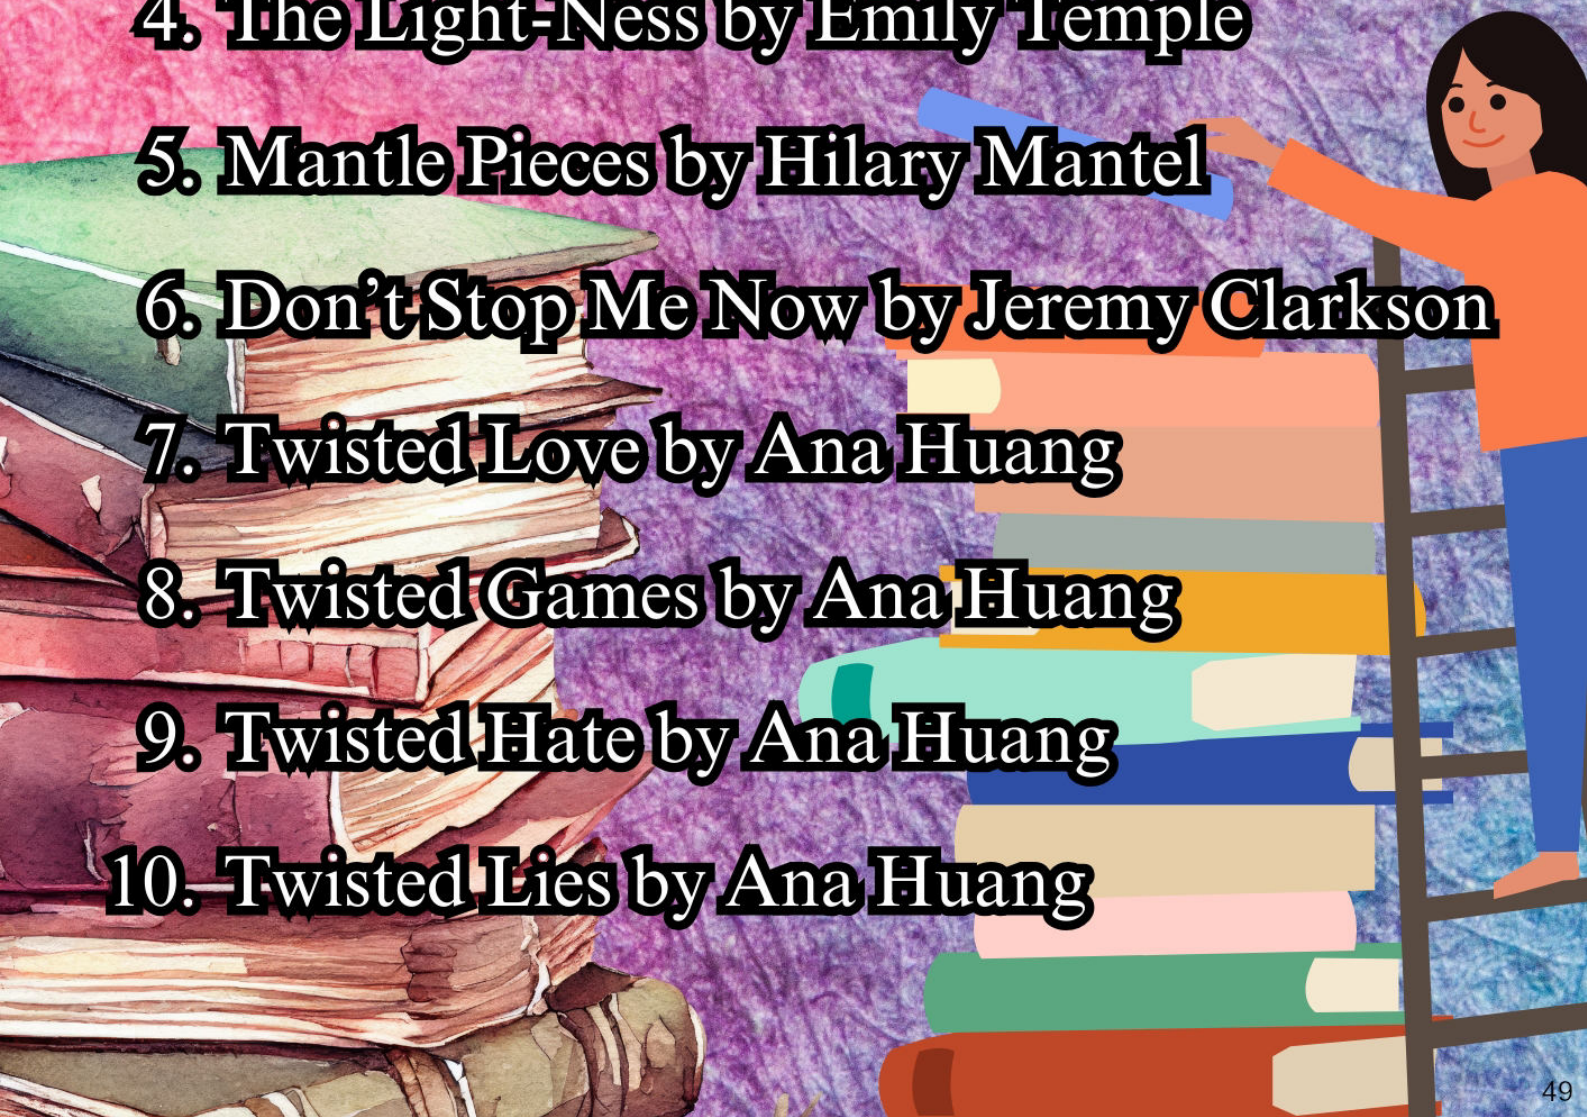 4. The Light-Ness by Emily Temple
5. Mantle Pieces by Hilary Mantel
6. Don’t Stop Me Now by Jeremy Clarkson
7. Twisted Love by Ana Huang
8. Twisted Games by Ana Huang
9. Twisted Hate by Ana Huang
10. Twisted Lies by Ana Huang
49